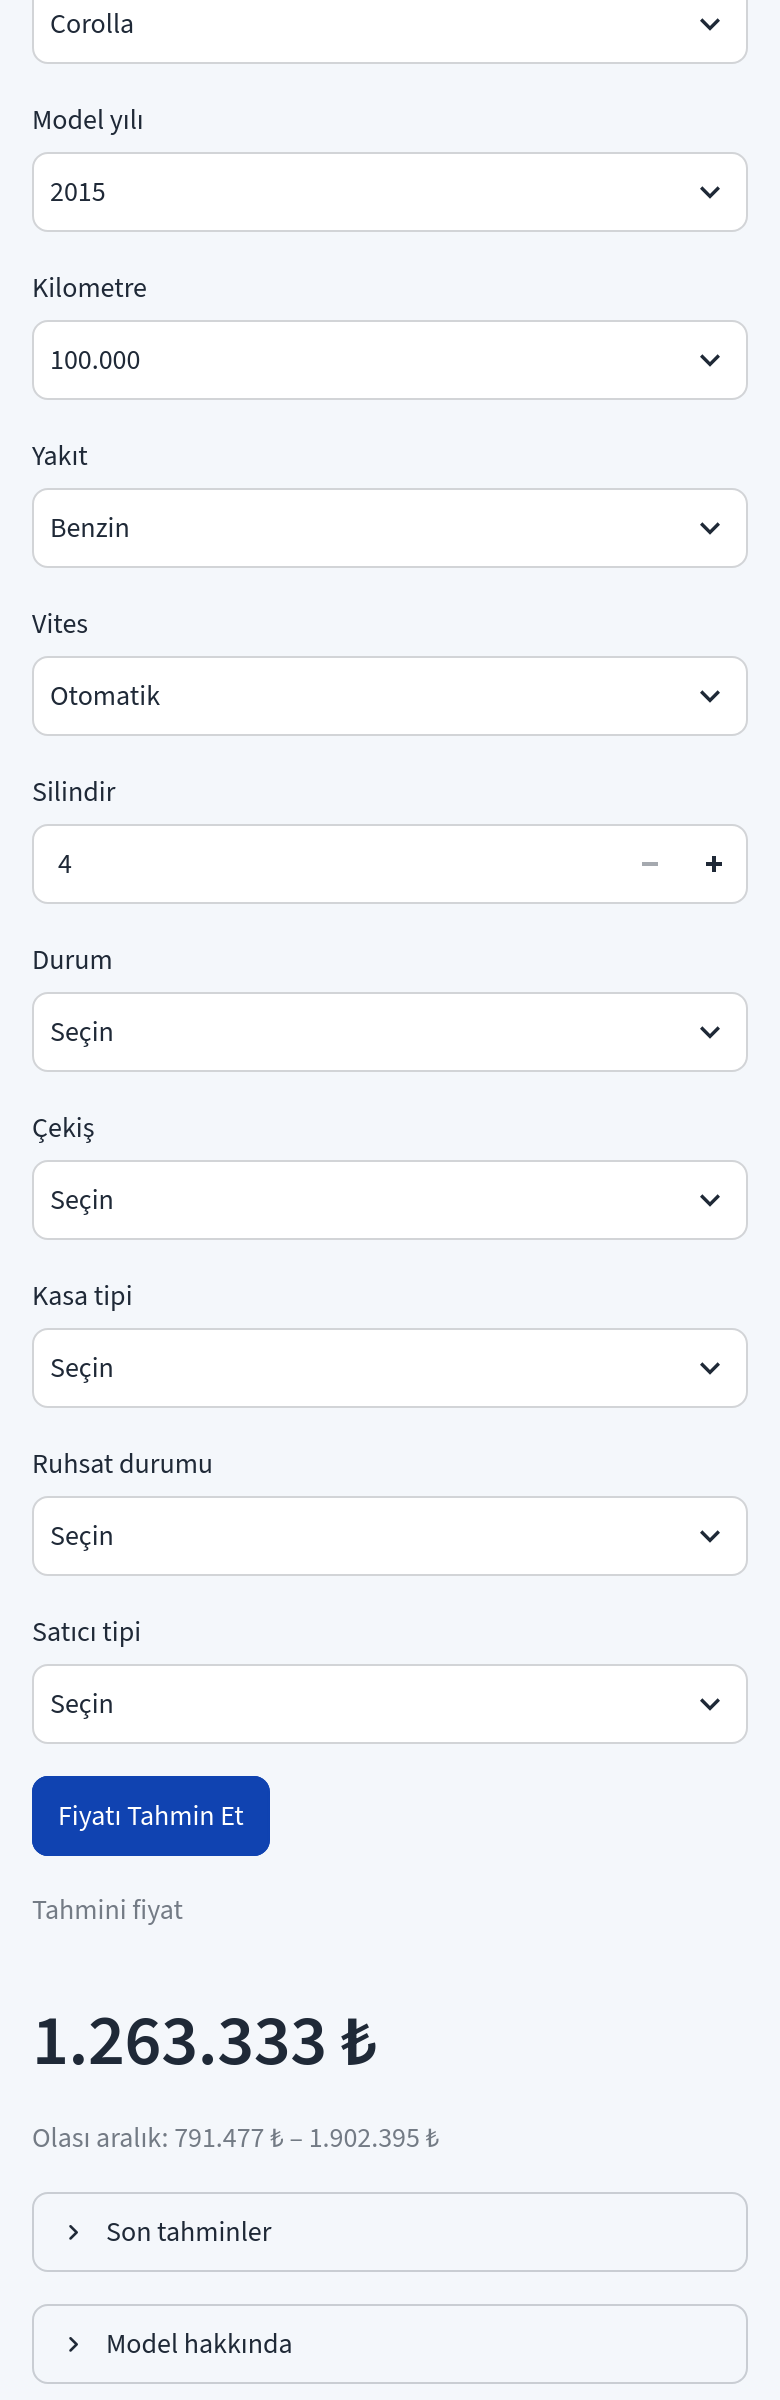 Corolla
Model yılı
2015
Kilometre
100.000
Yakıt
Benzin
Vites
Otomatik
Silindir
4
Durum
Seçin
Çekiş
Seçin
Kasa tipi
Seçin
Ruhsat durumu
Seçin
Satıcı tipi
Seçin
Fiyatı Tahmin Et
Tahmini fiyat
1.263.333 ₺
Olası aralık: 791.477 ₺ – 1.902.395 ₺
Son tahminler
Model hakkında